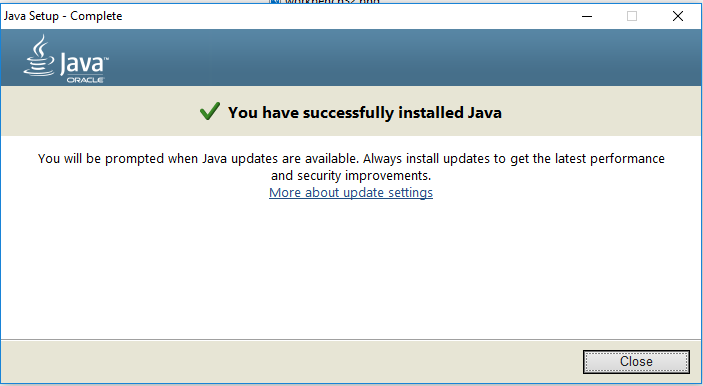 Java Setup - Complete
Java™
ORACLE
You have successfully installed Java
You will be prompted when Java updates are available. Always install updates to get the latest performance
and security improvements.
More about update settings
Close